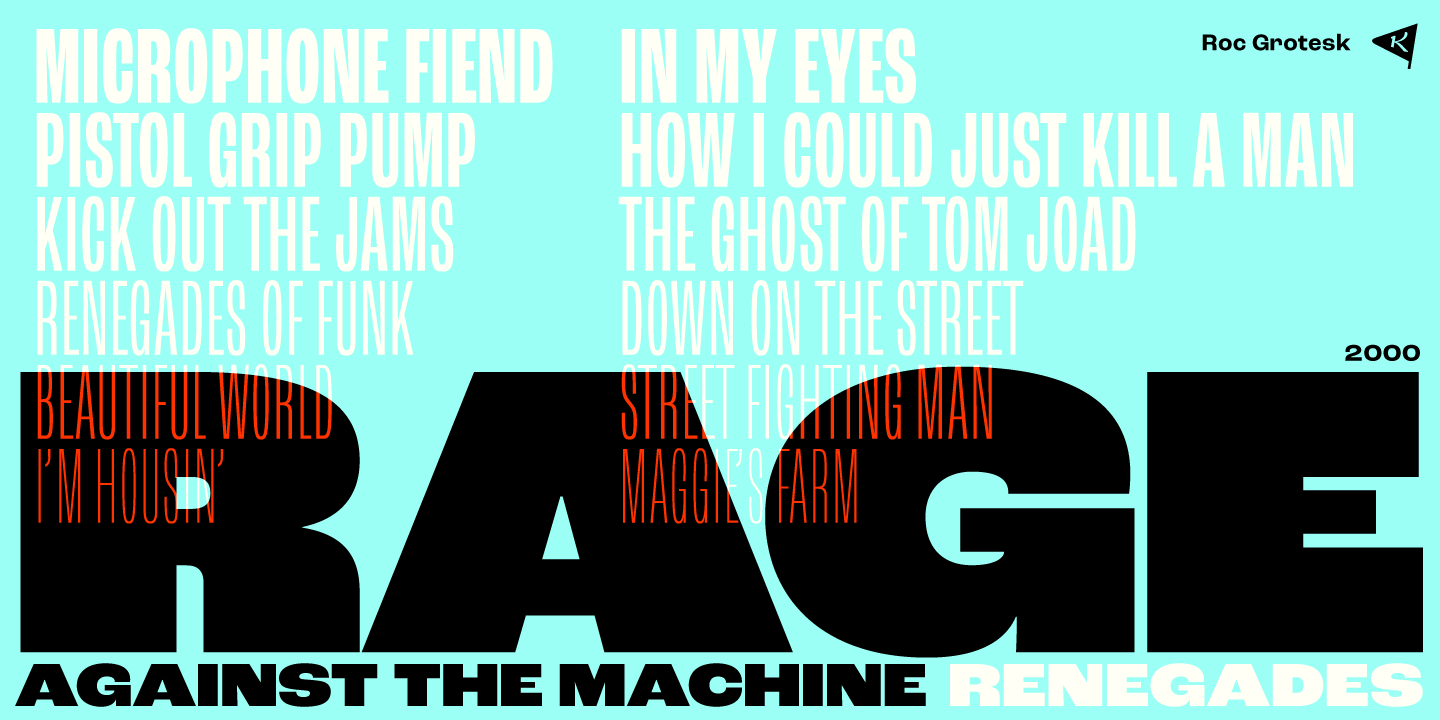 MICROPHONE FIEND
PISTOL GRIP PUMP
KICK OUT THE JAMS
RENEGADES OF FUNK
BEAUTIFUL WORLD
I’M HOUSIN’
IN MY EYES
HOW I COULD JUST KILL A MAN
THE GHOST OF TOM JOAD
DOWN ON THE STREET
STREET FIGHTING MAN
MAGGIE’S FARM
Roc Grotesk
K
2000
RAGE
AGAINST THE MACHINE RENEGADES